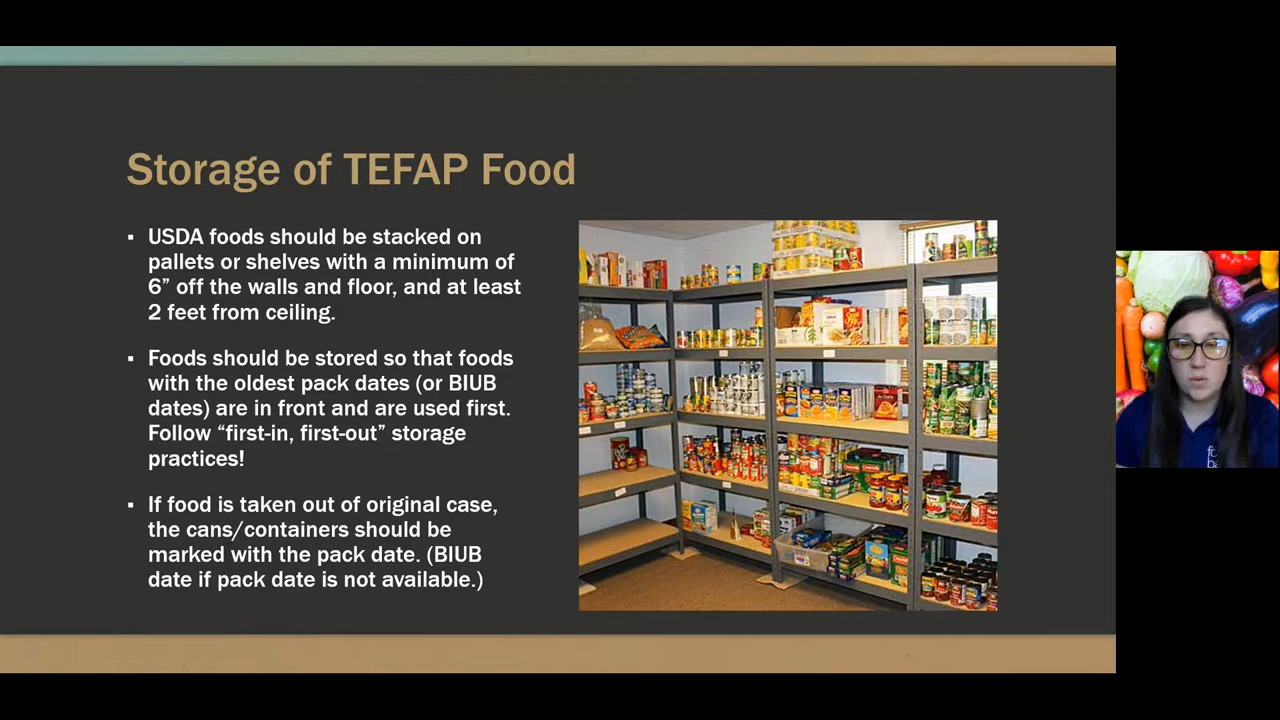 Storage of TEFAP Food
▪ USDA foods should be stacked on
pallets or shelves with a minimum of
6” off the walls and floor, and at least
2 feet from ceiling.
▪ Foods should be stored so that foods
with the oldest pack dates (or BIUB
dates) are in front and are used first.
Follow “first-in, first-out” storage
practices!
▪ If food is taken out of original case,
the cans/containers should be
marked with the pack date. (BIUB
date if pack date is not available.)